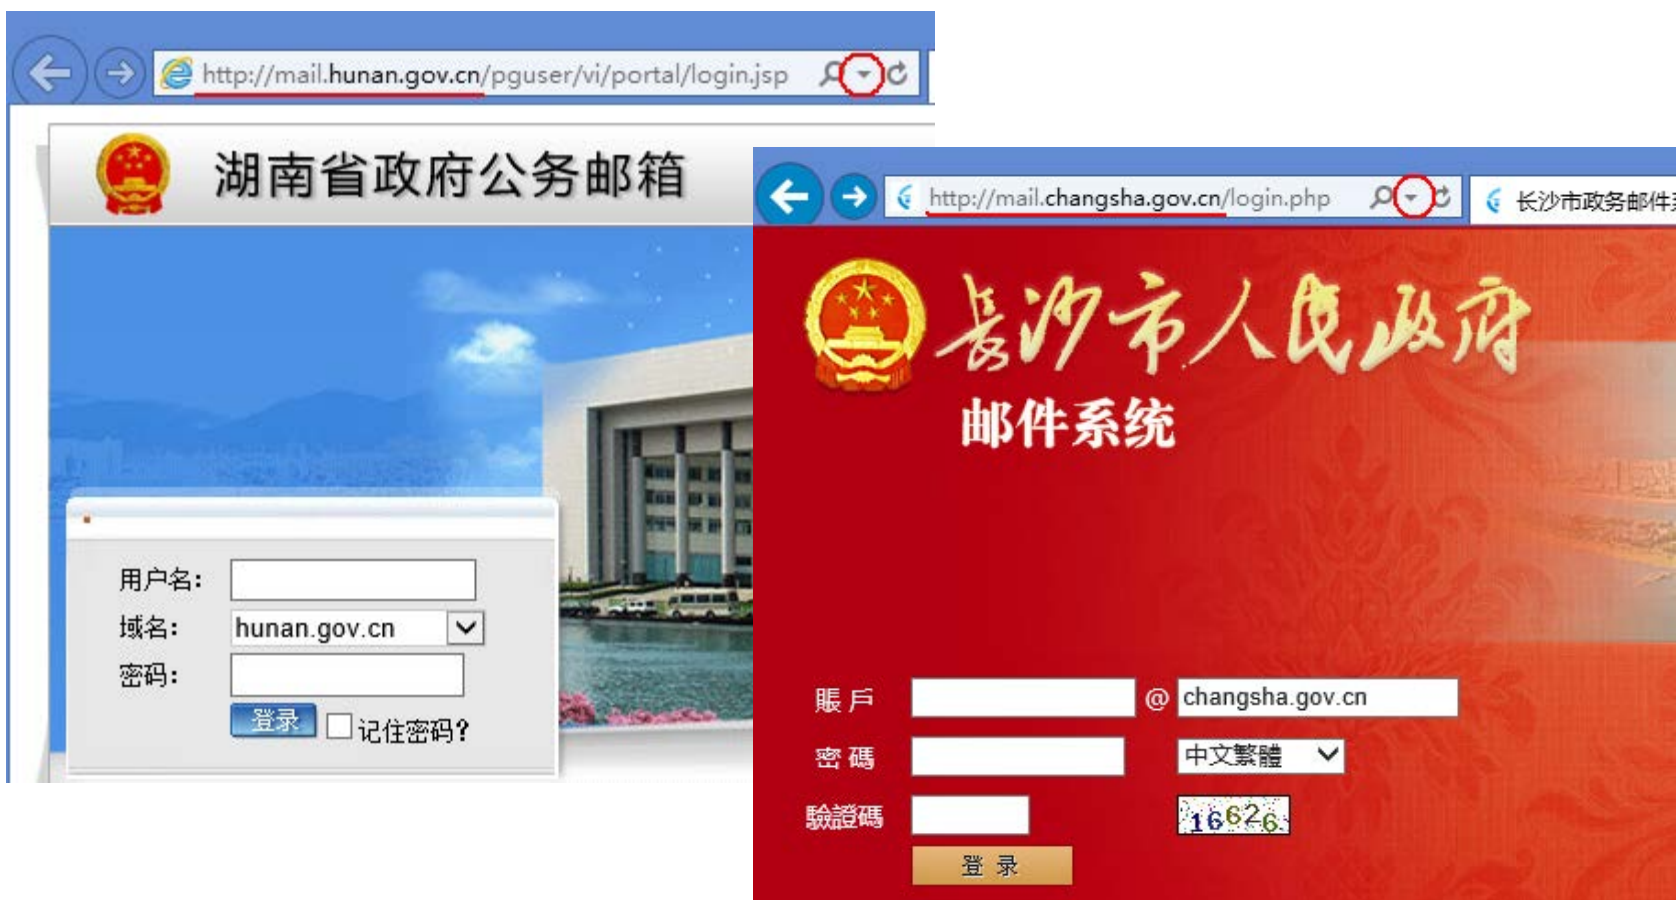 http://mail.hunan.gov.cn/pguser/vi/portal/login.jsp
湖南省政府公务邮箱
用户名：
域名： hunan.gov.cn
密码：
登录 记住密码？
http://mail.changsha.gov.cn/login.php
长沙市政务邮件
長沙市人民政府
邮件系统
賬戶 @ changsha.gov.cn
密碼 中文繁體
驗證碼 16626
登录